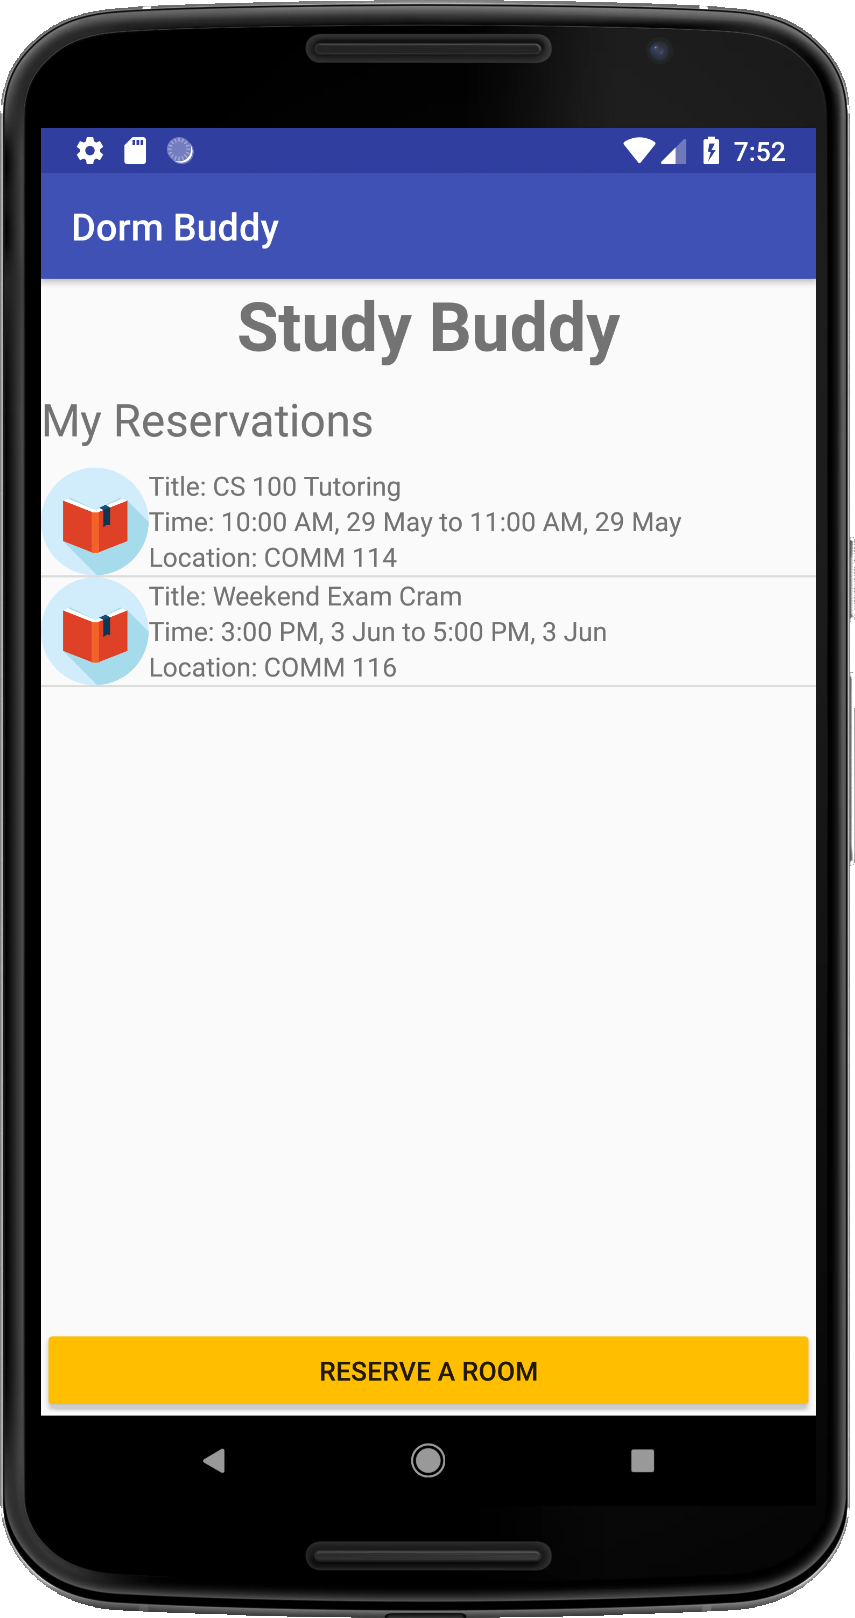 7:52
Dorm Buddy
Study Buddy
My Reservations
Title: CS 100 Tutoring
Time: 10:00 AM, 29 May to 11:00 AM, 29 May
Location: COMM 114
Title: Weekend Exam Cram
Time: 3:00 PM, 3 Jun to 5:00 PM, 3 Jun
Location: COMM 116
RESERVE A ROOM